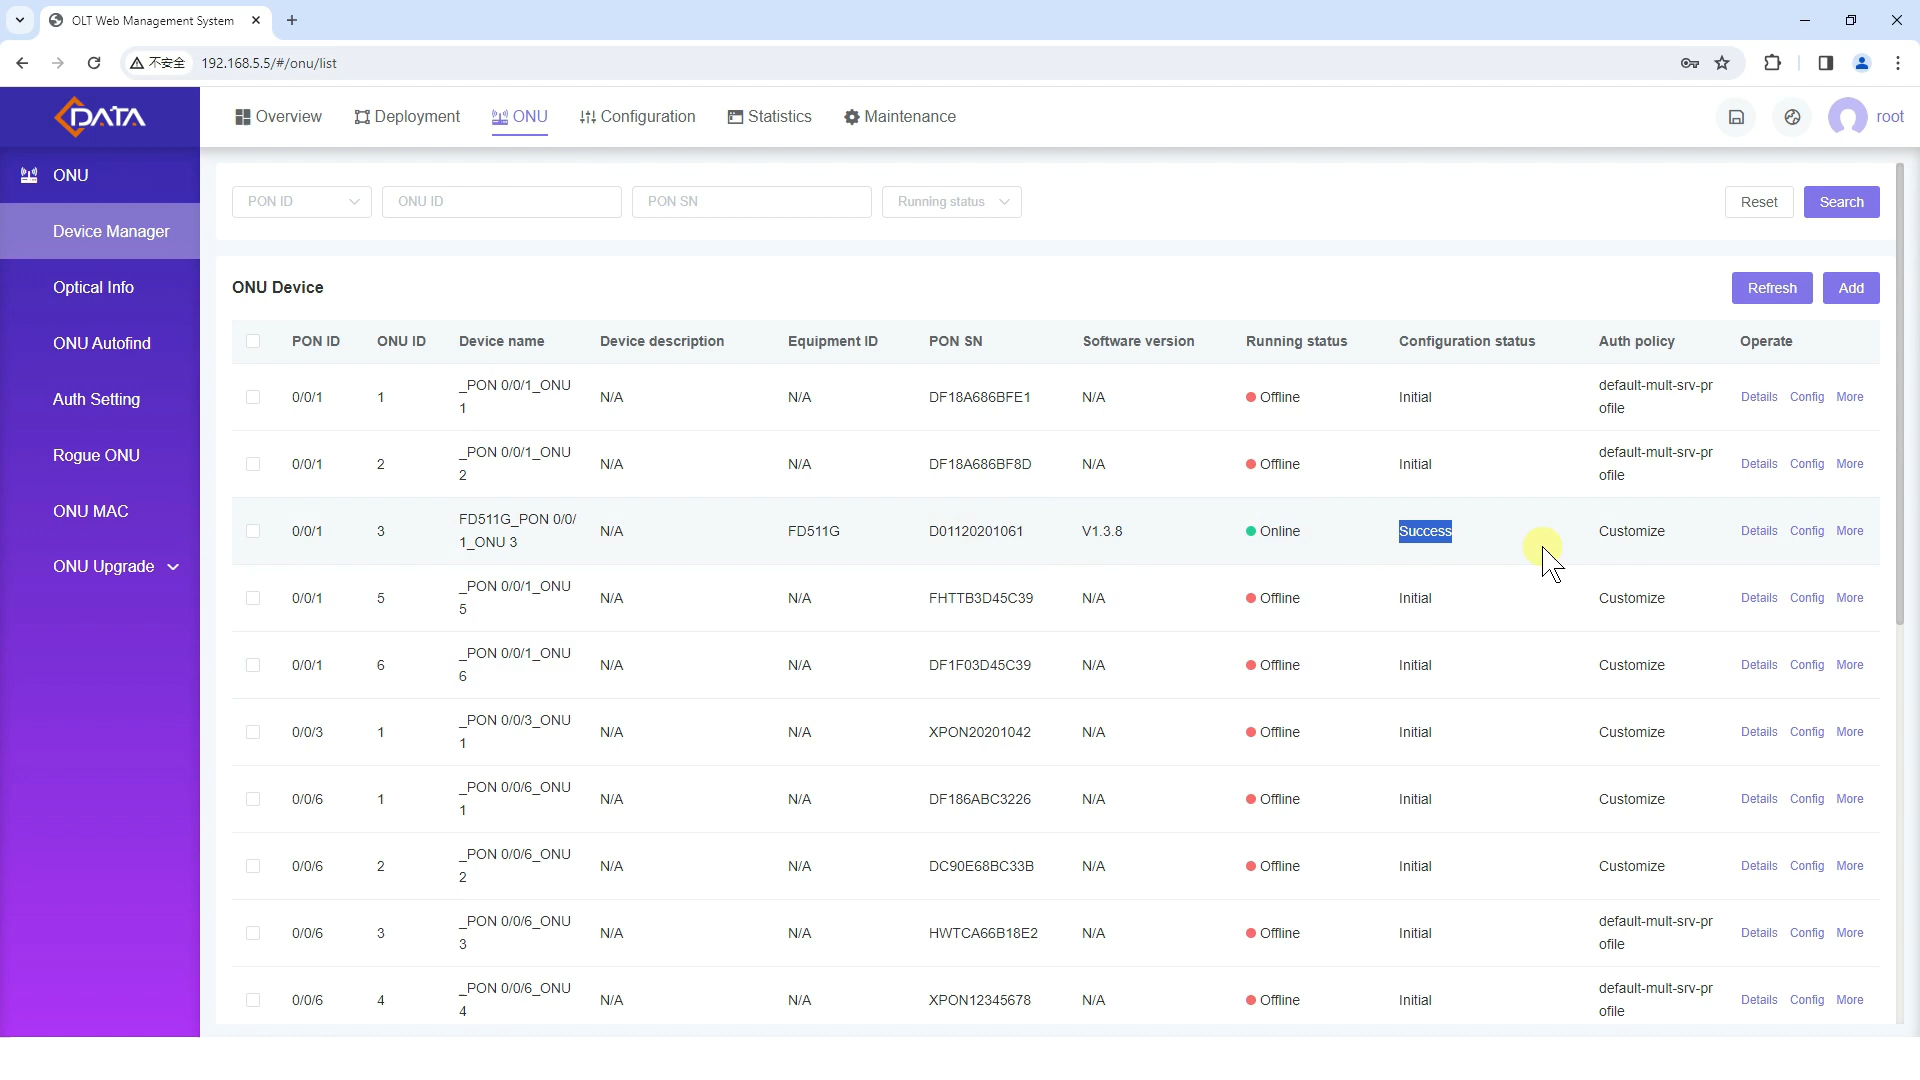 OLT Web Management System
不安全 192.168.5.5/#/onu/list
CDATA
Overview Deployment ONU Configuration Statistics Maintenance root
ONU
Device Manager
Optical Info
ONU Autofind
Auth Setting
Rogue ONU
ONU MAC
ONU Upgrade
PON ID ONU ID PON SN Running status Reset Search
ONU Device Refresh Add
PON ID ONU ID Device name Device description Equipment ID PON SN Software version Running status Configuration status Auth policy Operate
0/0/1 1 _PON 0/0/1_ONU 1 N/A N/A DF18A686BFE1 N/A Offline Initial default-mult-srv-profile Details Config More
0/0/1 2 _PON 0/0/1_ONU 2 N/A N/A DF18A686BF8D N/A Offline Initial default-mult-srv-profile Details Config More
0/0/1 3 FD511G_PON 0/0/1_ONU 3 N/A FD511G D01120201061 V1.3.8 Online Success Customize Details Config More
0/0/1 5 _PON 0/0/1_ONU 5 N/A N/A FHTTB3D45C39 N/A Offline Initial Customize Details Config More
0/0/1 6 _PON 0/0/1_ONU 6 N/A N/A DF1F03D45C39 N/A Offline Initial Customize Details Config More
0/0/3 1 _PON 0/0/3_ONU 1 N/A N/A XPON20201042 N/A Offline Initial Customize Details Config More
0/0/6 1 _PON 0/0/6_ONU 1 N/A N/A DF186ABC3226 N/A Offline Initial Customize Details Config More
0/0/6 2 _PON 0/0/6_ONU 2 N/A N/A DC90E68BC33B N/A Offline Initial Customize Details Config More
0/0/6 3 _PON 0/0/6_ONU 3 N/A N/A HWTCA66B18E2 N/A Offline Initial default-mult-srv-profile Details Config More
0/0/6 4 _PON 0/0/6_ONU 4 N/A N/A XPON12345678 N/A Offline Initial default-mult-srv-profile Details Config More